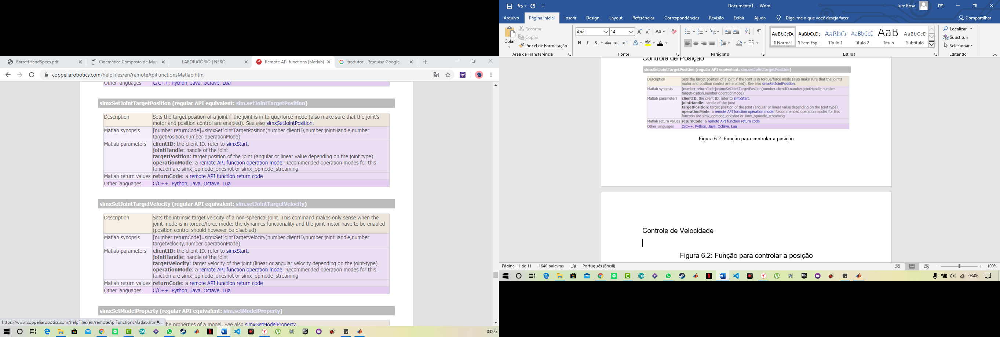 BarrettHandSpecs.pdf
Cinemática Composta de Man
LABORATÓRIO | NERO
Remote API functions (Matlab)
tradutor - Pesquisa Google
coppeliarobotics.com/helpFiles/en/remoteApiFunctionsMatlab.htm
Other languages C/C++, Python, Java, Octave, Lua
simxSetJointTargetPosition (regular API equivalent: sim.setJointTargetPosition)
Description Sets the target position of a joint if the joint is in torque/force mode (also make sure that the joint's
motor and position control are enabled). See also simxSetJointPosition.
Matlab synopsis [number returnCode]=simxSetJointTargetPosition(number clientID,number jointHandle,number
targetPosition,number operationMode)
Matlab parameters clientID: the client ID. refer to simxStart.
jointHandle: handle of the joint
targetPosition: target position of the joint (angular or linear value depending on the joint type)
operationMode: a remote API function operation mode. Recommended operation modes for this
function are simx_opmode_oneshot or simx_opmode_streaming
Matlab return values returnCode: a remote API function return code
Other languages C/C++, Python, Java, Octave, Lua
simxSetJointTargetVelocity (regular API equivalent: sim.setJointTargetVelocity)
Description Sets the intrinsic target velocity of a non-spherical joint. This command makes only sense when the
joint mode is in torque/force mode: the dynamics functionality and the joint motor have to be enabled
(position control should however be disabled)
Matlab synopsis [number returnCode]=simxSetJointTargetVelocity(number clientID,number jointHandle,number
targetVelocity,number operationMode)
Matlab parameters clientID: the client ID. refer to simxStart.
jointHandle: handle of the joint
targetVelocity: target velocity of the joint (linear or angular velocity depending on the joint-type)
operationMode: a remote API function operation mode. Recommended operation modes for this
function are simx_opmode_oneshot or simx_opmode_streaming
Matlab return values returnCode: a remote API function return code
Other languages C/C++, Python, Java, Octave, Lua
simxSetModelProperty (regular API equivalent: sim.setModelProperty)
https://www.coppeliarobotics.com/helpFiles/en/remoteApiFunctionsMatlab.htm#...
the properties of a model. See also simxGetModelProperty.
03:06
Documento1 - Word
Iure Rosa
Arquivo Página Inicial Inserir Design Layout Referências Correspondências Revisão Exibir Ajuda Diga-me o que você deseja fazer Compartilhar
Colar
Recortar
Copiar
Pincel de Formatação
Área de Transferência
Arial 14
Aa
N I S abc x₂ x²
Fonte
Parágrafo
AaBbCcDc AaBbCcDc AaBbCc AaBbCcC AaB AaBbCcD
¶ Normal ¶ Sem Esp... Título 1 Título 2 Título Subtítulo
Estilos
Localizar
Substituir
Selecionar
Editando
Controle de Posição
simxSetJointTargetPosition (regular API equivalent: sim.setJointTargetPosition)
Description Sets the target position of a joint if the joint is in torque/force mode (also make sure that the joint's
motor and position control are enabled). See also simxSetJointPosition.
Matlab synopsis [number returnCode]=simxSetJointTargetPosition(number clientID,number jointHandle,number
targetPosition,number operationMode)
Matlab parameters clientID: the client ID. refer to simxStart.
jointHandle: handle of the joint
targetPosition: target position of the joint (angular or linear value depending on the joint type)
operationMode: a remote API function operation mode. Recommended operation modes for this
function are simx_opmode_oneshot or simx_opmode_streaming
Matlab return values returnCode: a remote API function return code
Other languages C/C++, Python, Java, Octave, Lua
Figura 6.2: Função para controlar a posição
Controle de Velocidade
Figura 6.2: Função para controlar a posição
Página 11 de 11 1640 palavras Português (Brasil) 100%
03:06